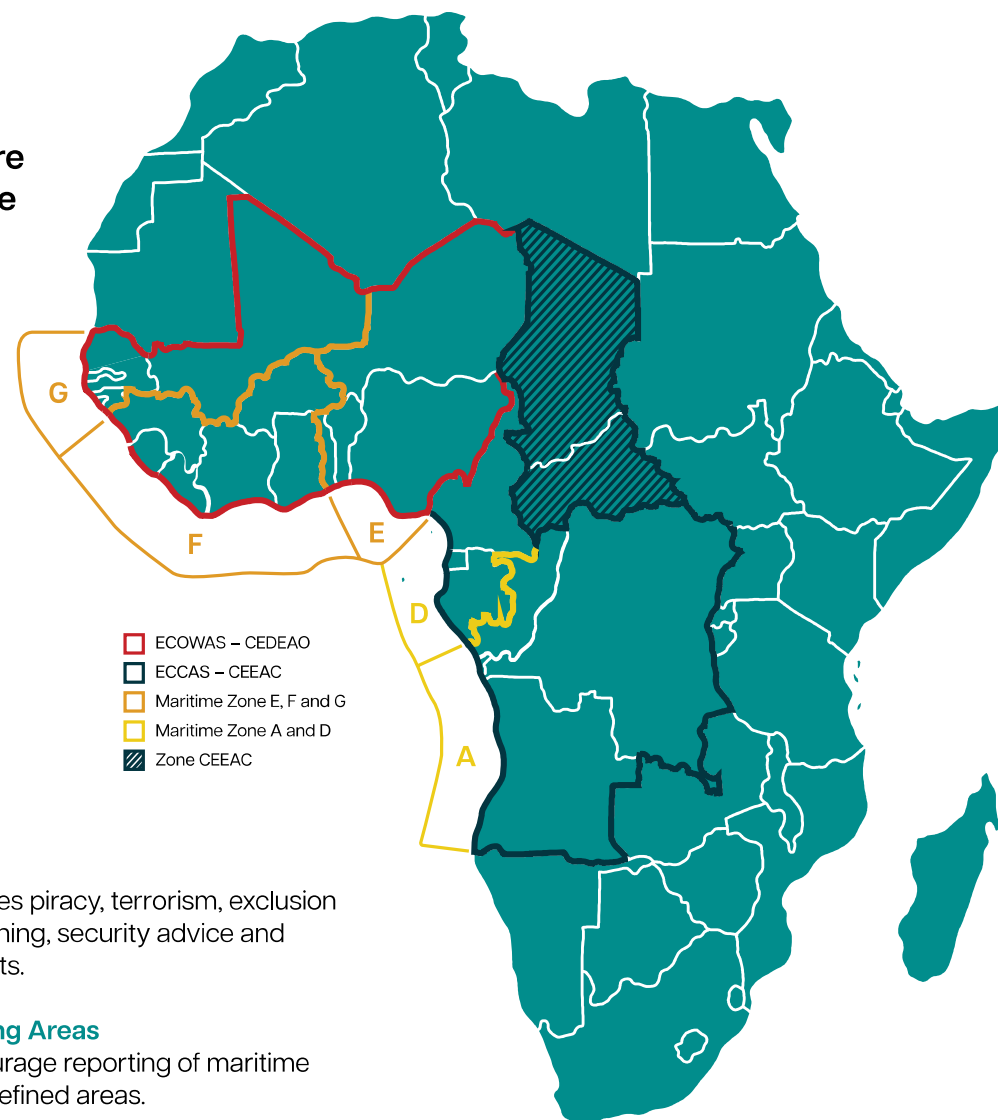 re
e
G
F
E
D
A
ECOWAS – CEDEAO
ECCAS – CEEAC
Maritime Zone E, F and G
Maritime Zone A and D
Zone CEEAC
es piracy, terrorism, exclusion
ning, security advice and
ts.
ng Areas
urage reporting of maritime
efined areas.